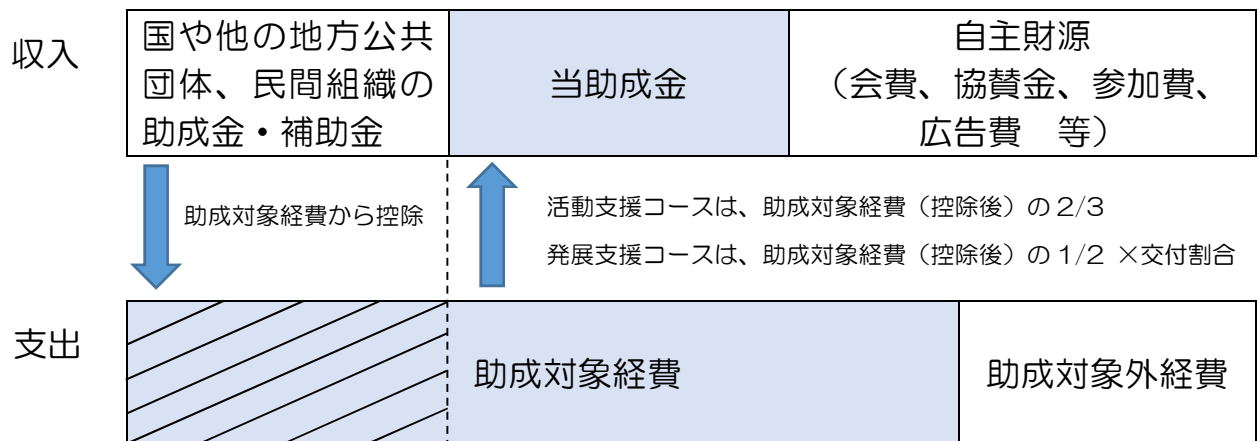 収入
国や他の地方公共
団体、民間組織の
助成金・補助金
当助成金
自主財源
（会費、協賛金、参加費、
広告費　等）
助成対象経費から控除
活動支援コースは、助成対象経費（控除後）の2/3
発展支援コースは、助成対象経費（控除後）の1/2 ×交付割合
支出
助成対象経費
助成対象外経費